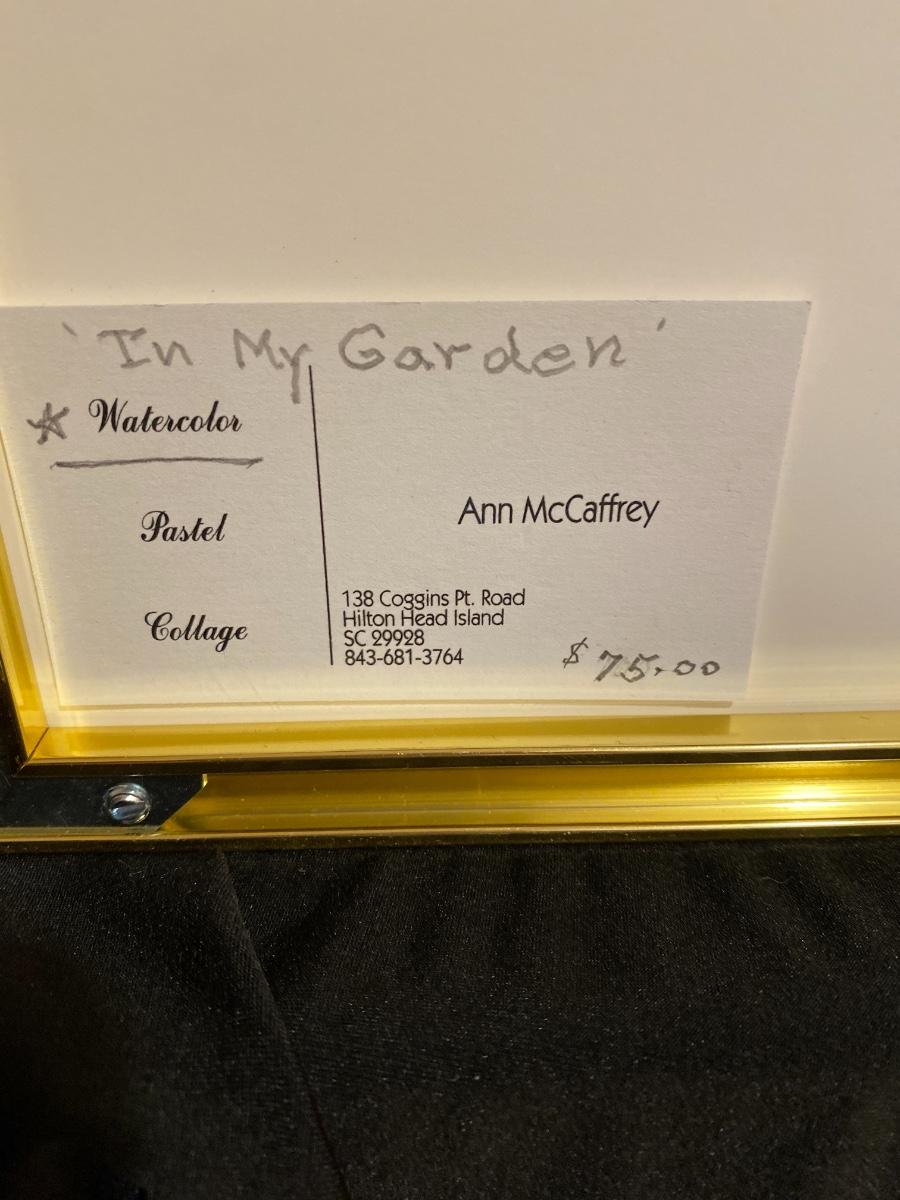 'In My Garden'
* Watercolor
Pastel
Collage
Ann McCaffrey
138 Coggins Pt. Road
Hilton Head Island
SC 29928
843-681-3764
$ 75.00